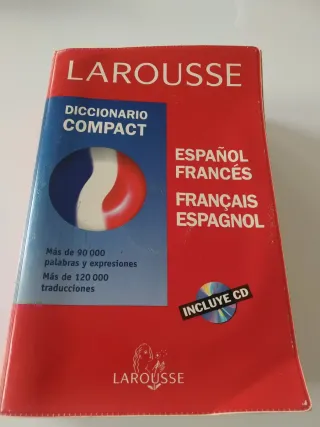 LAROUSSE
DICCIONARIO
COMPACT
ESPAÑOL
FRANCÉS
FRANÇAIS
ESPAGNOL
Más de 90 000
palabras y expresiones
Más de 120 000
traducciones
INCLUYE CD
LAROUSSE